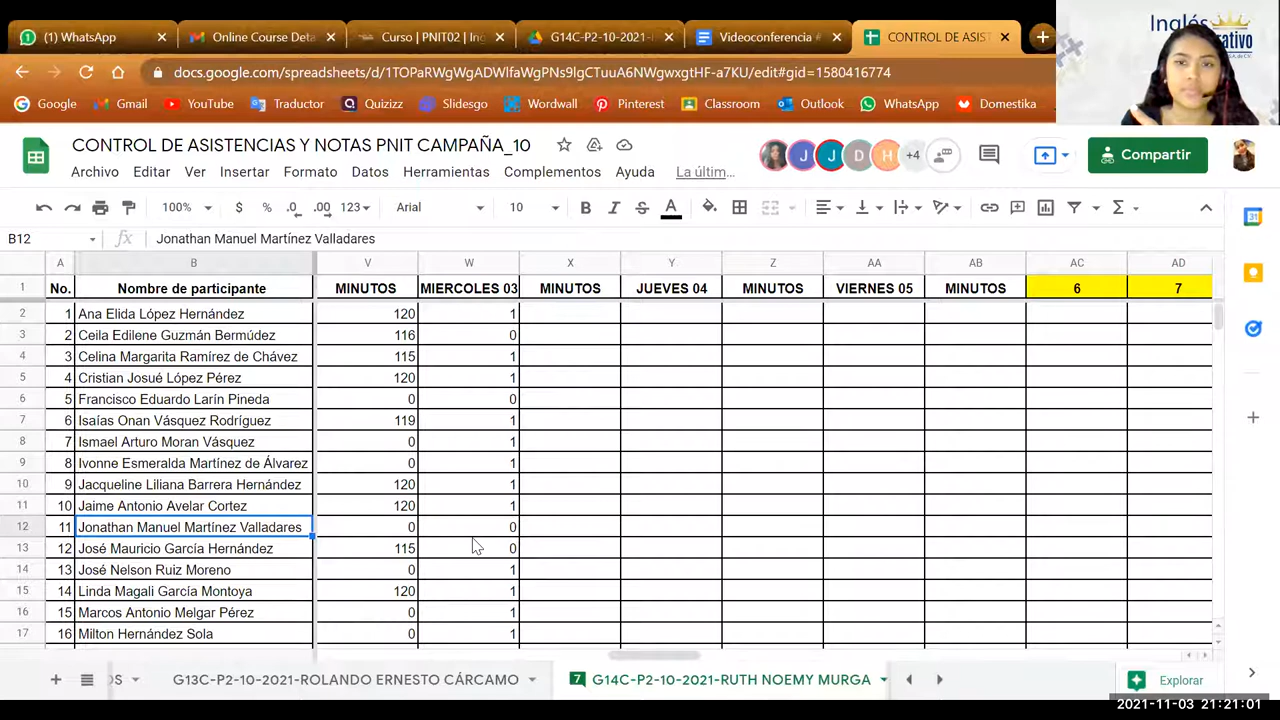 (1) WhatsApp
Online Course Deta
Curso | PNIT02 | In
G14C-P2-10-2021-
Videoconferencia #
CONTROL DE ASIST
Inglés
docs.google.com/spreadsheets/d/1TOPaRWgWgADWlfaWgPNs9lgCTuuA6NWgwxgtHF-a7KU/edit#gid=1580416774
Google Gmail YouTube Traductor Quizizz Slidesgo Wordwall Pinterest Classroom Outlook WhatsApp Domestika
CONTROL DE ASISTENCIAS Y NOTAS PNIT CAMPAÑA_10
J J D H +4
Compartir
Archivo Editar Ver Insertar Formato Datos Herramientas Complementos Ayuda La últim...
100% $ % .0 .00 123 Arial 10 B I S A
B12 fx Jonathan Manuel Martínez Valladares
A B V W X Y Z AA AB AC AD
1 No. Nombre de participante MINUTOS MIERCOLES 03 MINUTOS JUEVES 04 MINUTOS VIERNES 05 MINUTOS 6 7
2 1 Ana Elida López Hernández 120 1
3 2 Ceila Edilene Guzmán Bermúdez 116 0
4 3 Celina Margarita Ramírez de Chávez 115 1
5 4 Cristian Josué López Pérez 120 1
6 5 Francisco Eduardo Larín Pineda 0 0
7 6 Isaías Onan Vásquez Rodríguez 119 1
8 7 Ismael Arturo Moran Vásquez 0 1
9 8 Ivonne Esmeralda Martínez de Álvarez 0 1
10 9 Jacqueline Liliana Barrera Hernández 120 1
11 10 Jaime Antonio Avelar Cortez 120 1
12 11 Jonathan Manuel Martínez Valladares 0 0
13 12 José Mauricio García Hernández 115 0
14 13 José Nelson Ruiz Moreno 0 1
15 14 Linda Magali García Montoya 120 1
16 15 Marcos Antonio Melgar Pérez 0 1
17 16 Milton Hernández Sola 0 1
G13C-P2-10-2021-ROLANDO ERNESTO CÁRCAMO
7 G14C-P2-10-2021-RUTH NOEMY MURGA
Explorar
2021-11-03 21:21:01